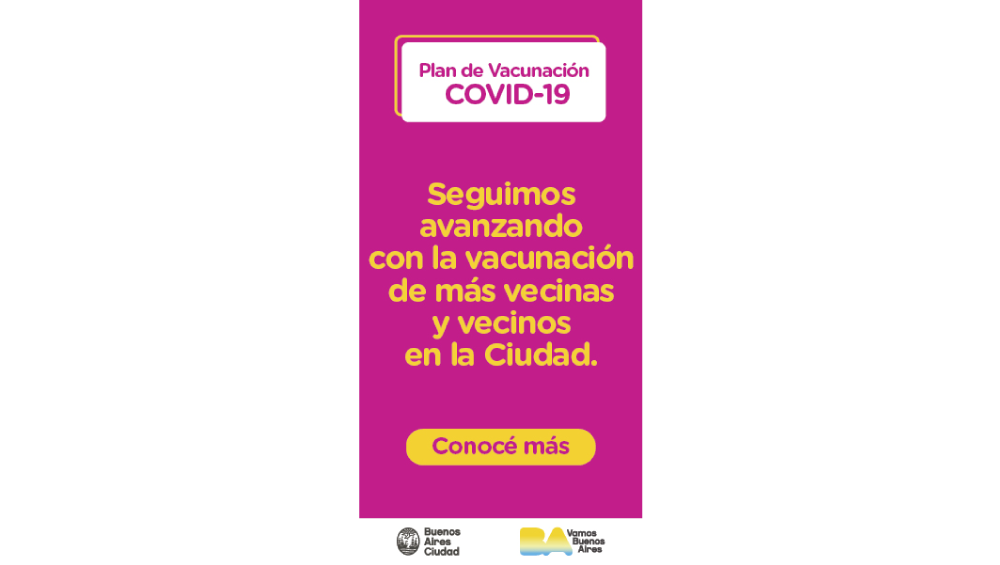 Plan de Vacunación
COVID-19
Seguimos
avanzando
con la vacunación
de más vecinas
y vecinos
en la Ciudad.
Conocé más
Buenos
Aires
Ciudad
BA
Vamos
Buenos
Aires